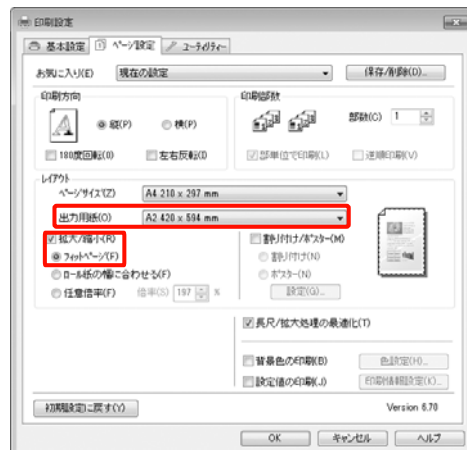 印刷設定
基本設定 ページ設定 ユーティリティー
お気に入り(E) 現在の設定 保存/削除(D)...
印刷方向 印刷部数
縦(P) 横(P) 部数(C) 1
180度回転(O) 左右反転(I) 部単位で印刷(L) 逆順印刷(V)
レイアウト
ページサイズ(Z) A4 210 x 297 mm
出力用紙(O) A2 420 x 594 mm
拡大/縮小(R) 割り付け/ポスター(M)
フィットページ(F) 割り付け(N)
ロール紙の幅に合わせる(F) ポスター(N)
任意倍率(F) 倍率(S) 197 % 設定(G)...
長尺/拡大処理の最適化(T)
背景色の印刷(B) 色設定(H)...
設定値の印刷(J) 印刷情報設定(K)...
初期設定に戻す(Y) Version 6.70
OK キャンセル ヘルプ